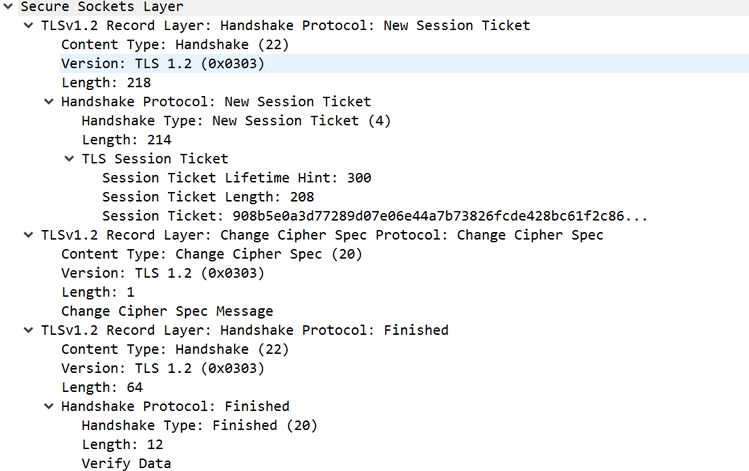 Secure Sockets Layer
TLSv1.2 Record Layer: Handshake Protocol: New Session Ticket
Content Type: Handshake (22)
Version: TLS 1.2 (0x0303)
Length: 218
Handshake Protocol: New Session Ticket
Handshake Type: New Session Ticket (4)
Length: 214
TLS Session Ticket
Session Ticket Lifetime Hint: 300
Session Ticket Length: 208
Session Ticket: 908b5e0a3d77289d07e06e44a7b73826fcde428bc61f2c86...
TLSv1.2 Record Layer: Change Cipher Spec Protocol: Change Cipher Spec
Content Type: Change Cipher Spec (20)
Version: TLS 1.2 (0x0303)
Length: 1
Change Cipher Spec Message
TLSv1.2 Record Layer: Handshake Protocol: Finished
Content Type: Handshake (22)
Version: TLS 1.2 (0x0303)
Length: 64
Handshake Protocol: Finished
Handshake Type: Finished (20)
Length: 12
Verify Data